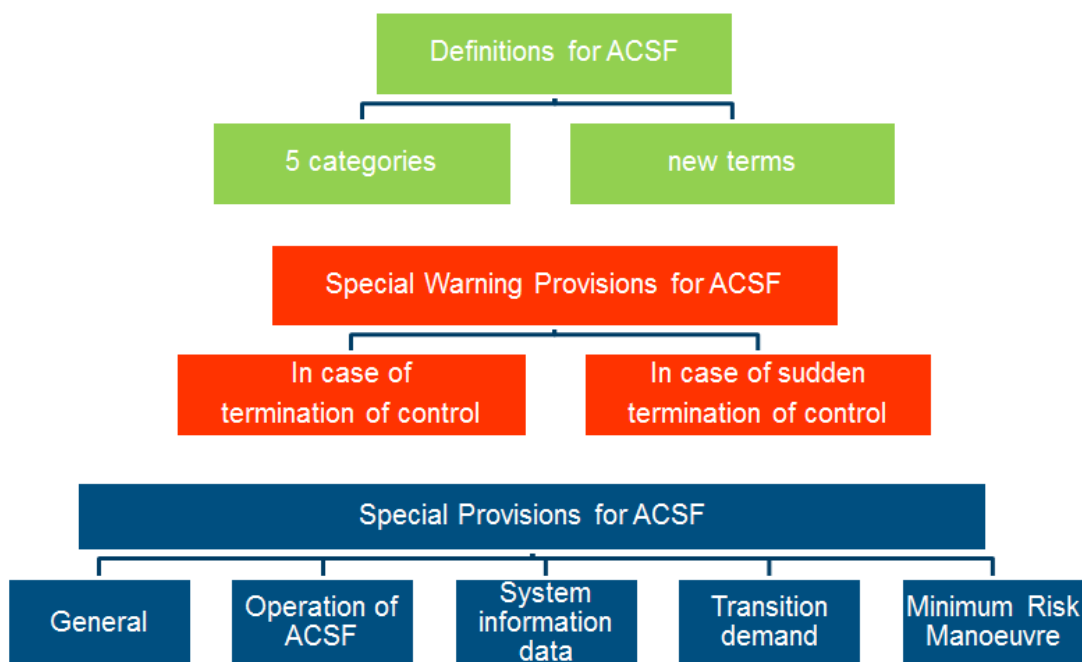 Definitions for ACSF
5 categories
new terms
Special Warning Provisions for ACSF
In case of
termination of control
In case of sudden
termination of control
Special Provisions for ACSF
General
Operation of
ACSF
System
information
data
Transition
demand
Minimum Risk
Manoeuvre